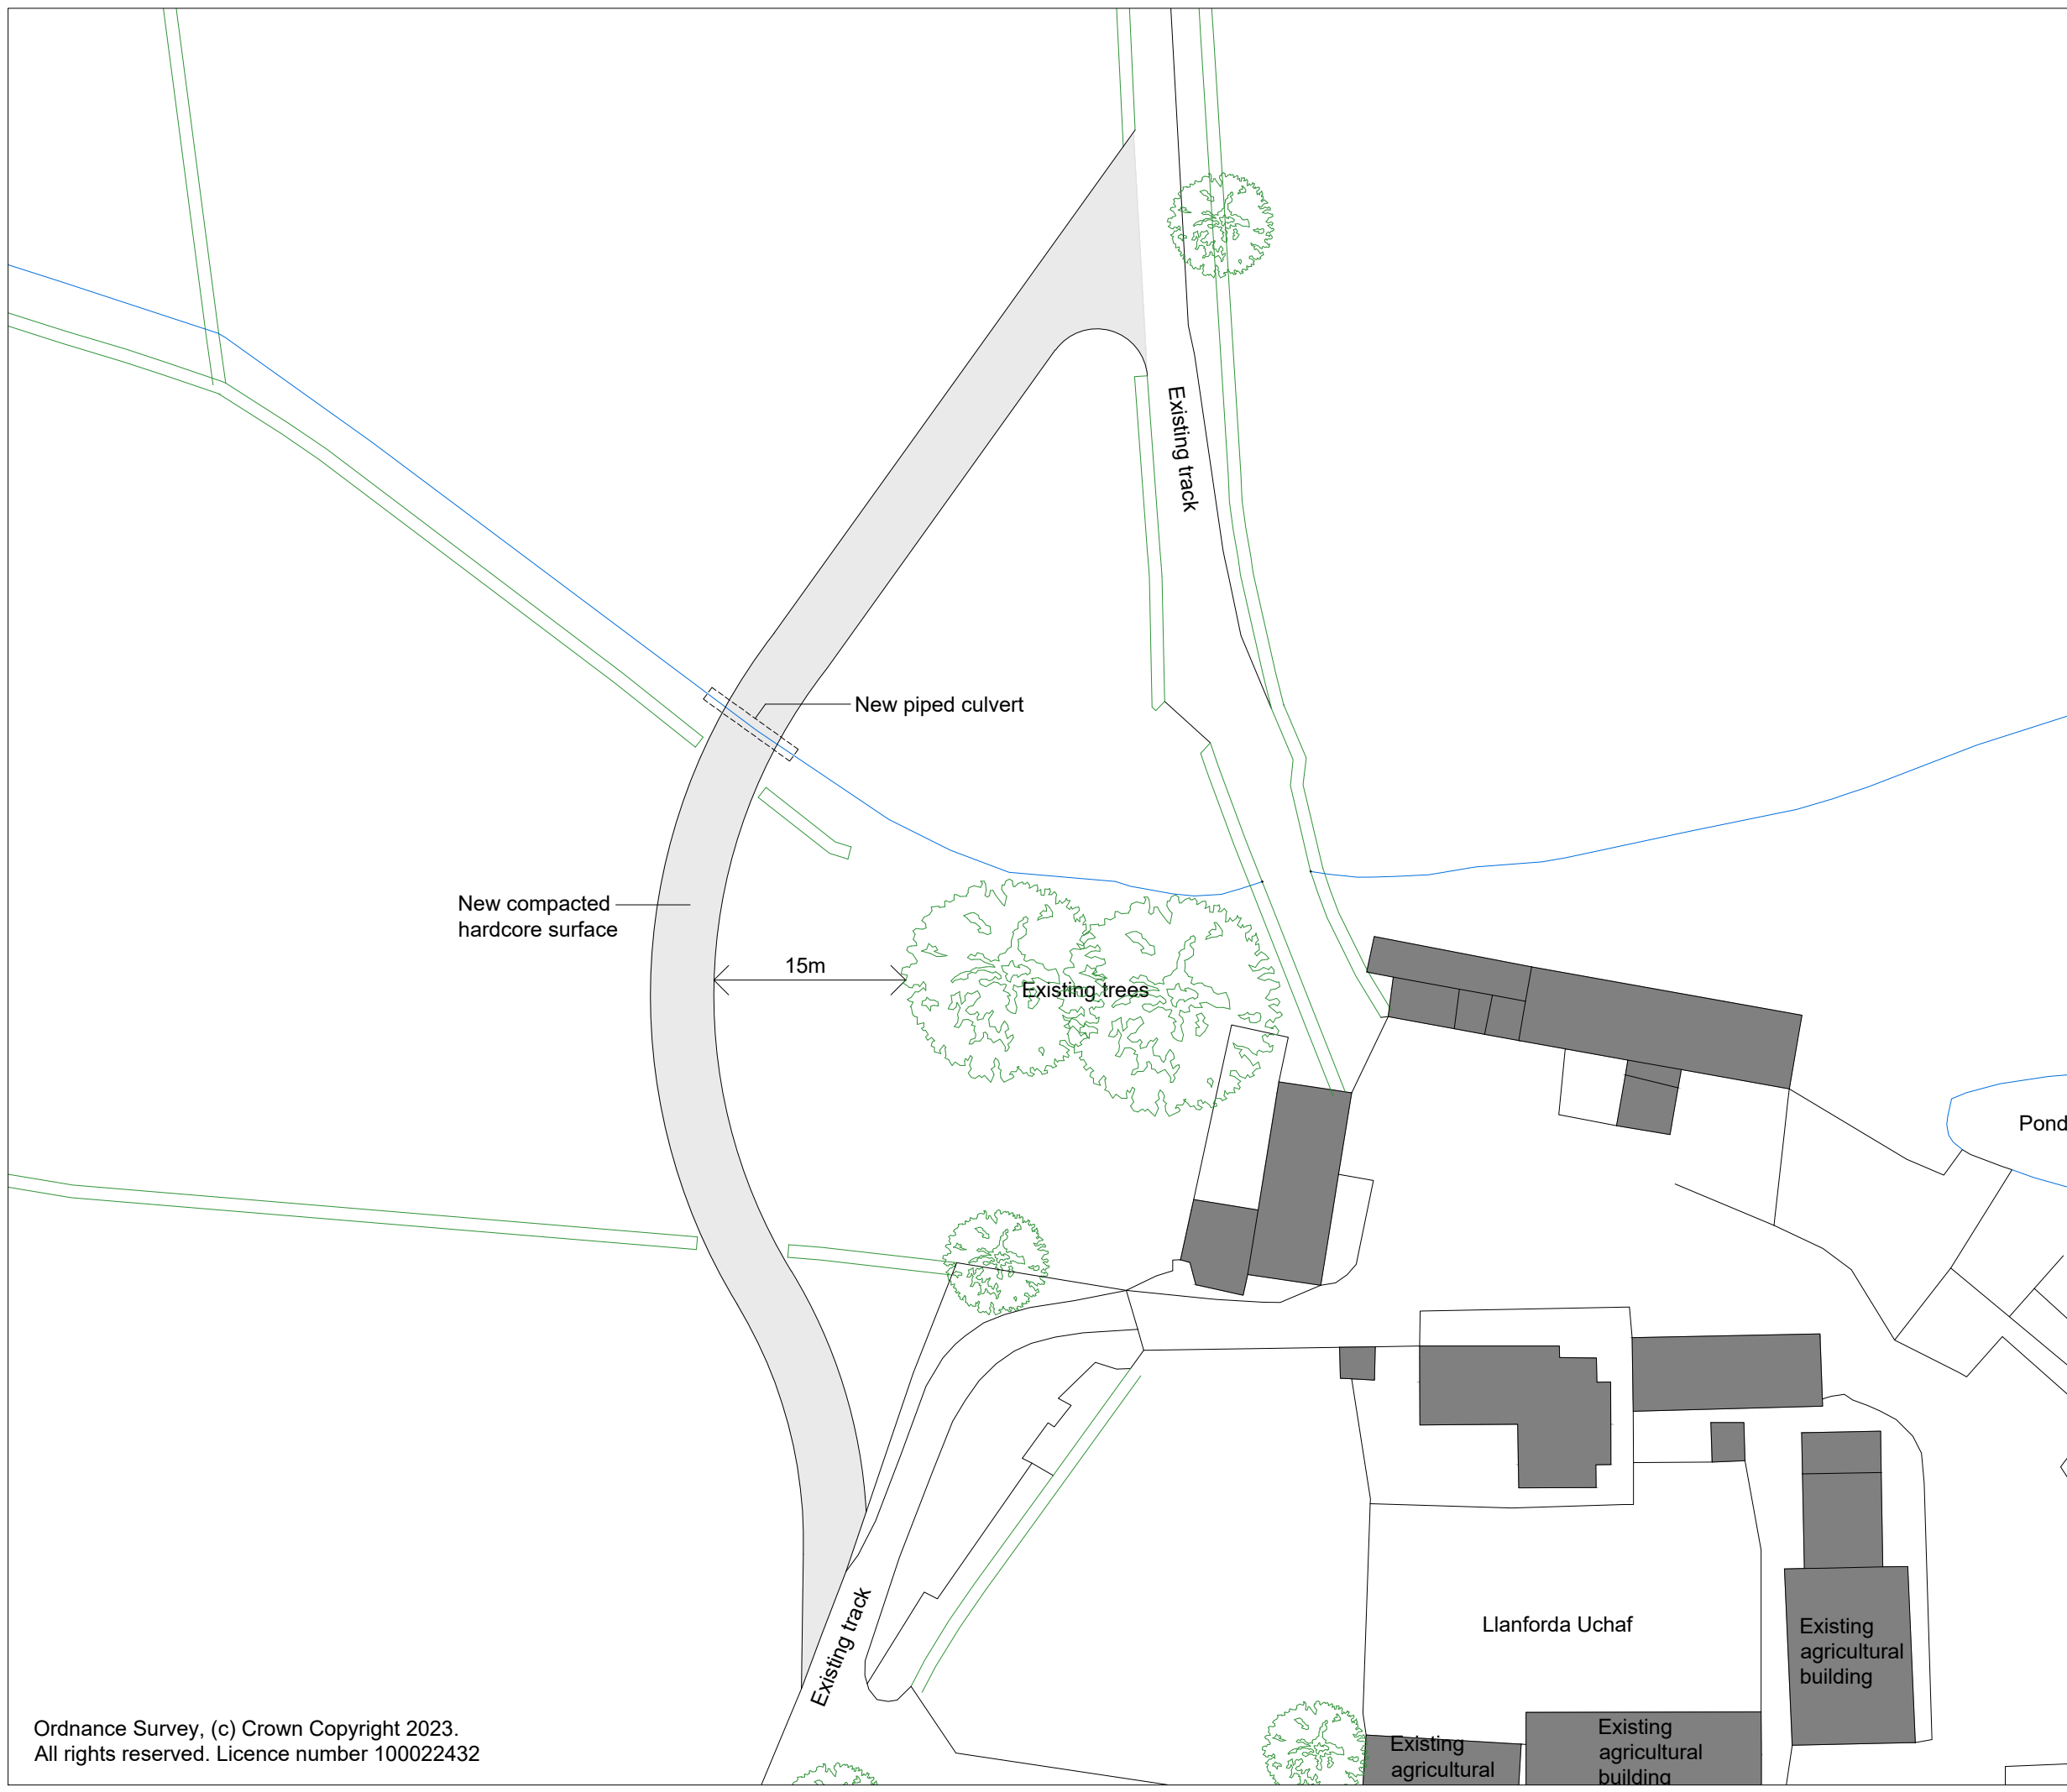 Existing track
New piped culvert
New compacted
hardcore surface
15m
Existing trees
Pond
Existing track
Llanforda Uchaf
Existing
agricultural
building
Existing
agricultural
building
Existing
agricultural
Ordnance Survey, (c) Crown Copyright 2023.
All rights reserved. Licence number 100022432